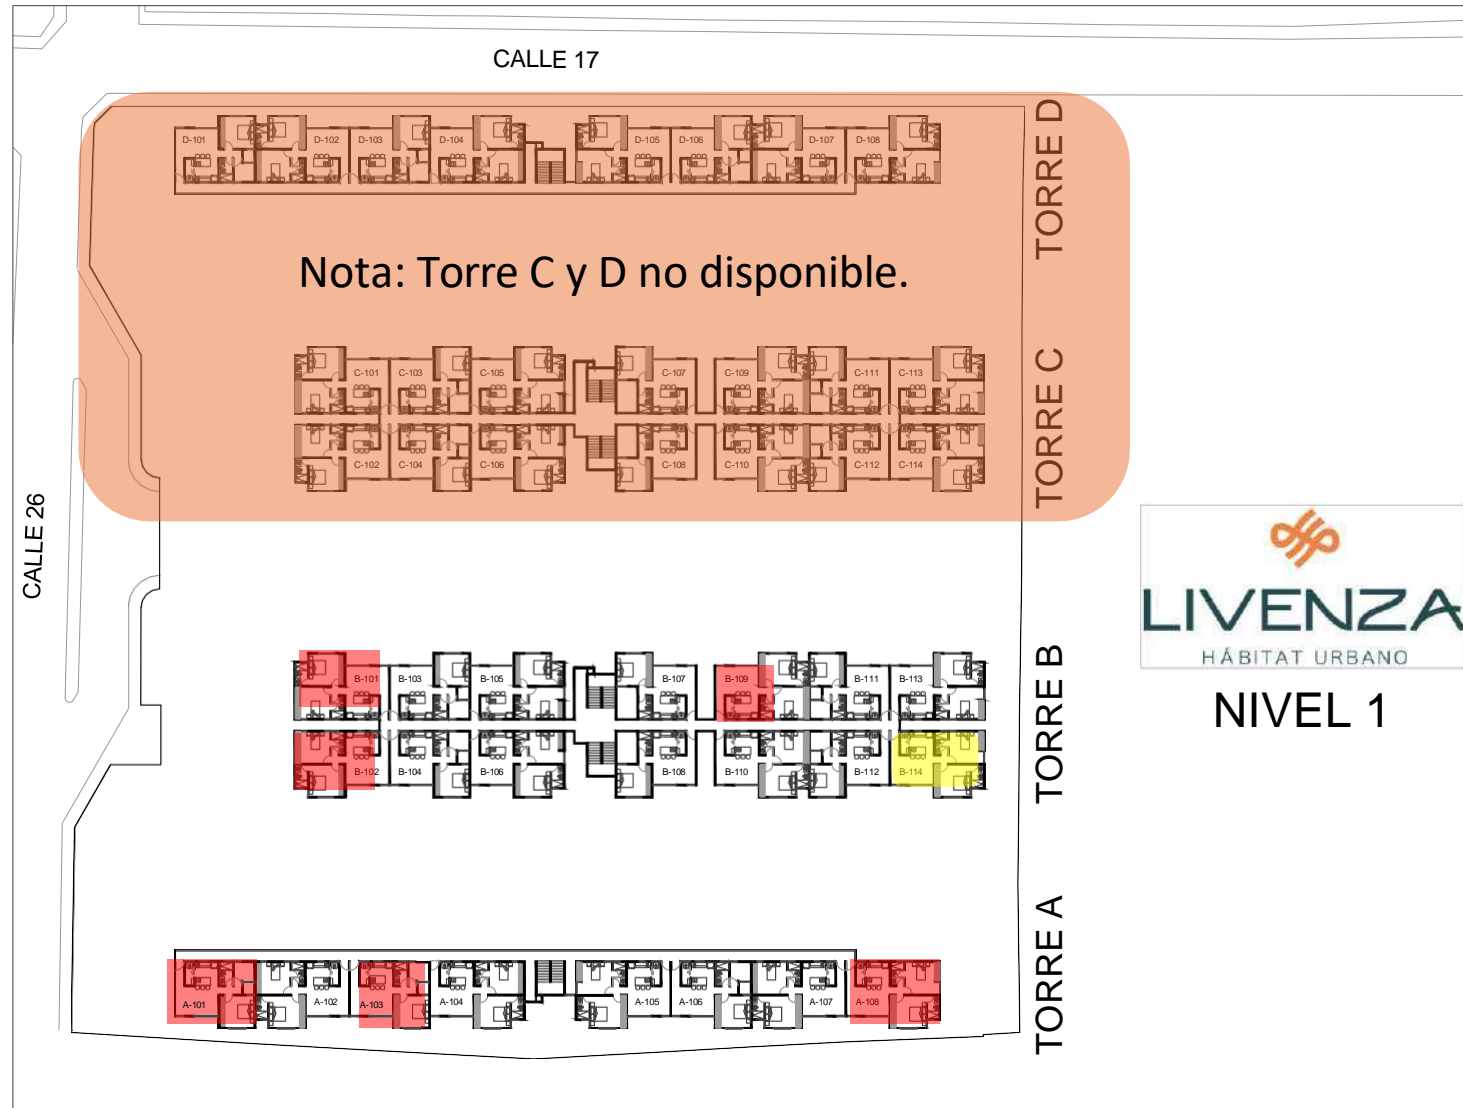 CALLE 17
TORRE D
D-101 D-102 D-103 D-104 D-105 D-106 D-107 D-108
Nota: Torre C y D no disponible.
TORRE C
C-101 C-103 C-105 C-107 C-109 C-111 C-113
C-102 C-104 C-106 C-108 C-110 C-112 C-114
CALLE 26
LIVENZA
HÁBITAT URBANO
NIVEL 1
TORRE B
B-101 B-103 B-105 B-107 B-109 B-111 B-113
B-102 B-104 B-106 B-108 B-110 B-112 B-114
TORRE A
A-101 A-102 A-103 A-104 A-105 A-106 A-107 A-108